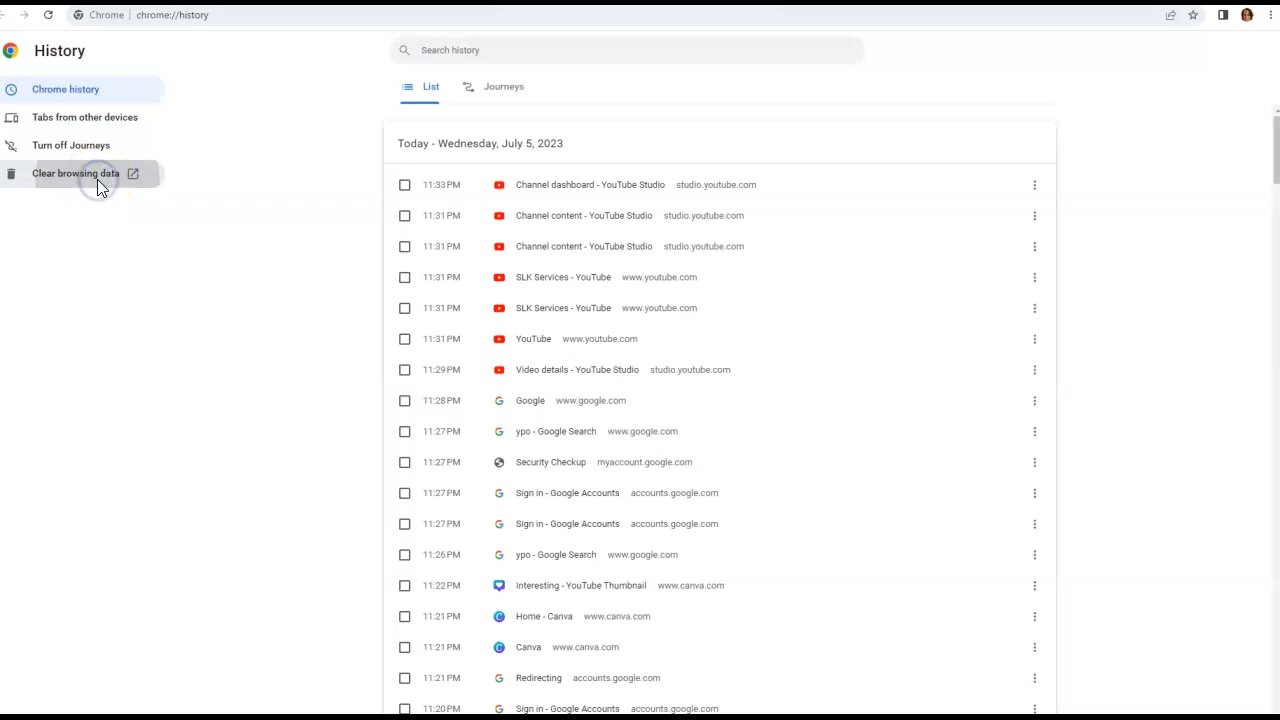 Chrome chrome://history
History
Search history
Chrome history
List Journeys
Tabs from other devices
Turn off Journeys
Clear browsing data
Today - Wednesday, July 5, 2023
11:33 PM Channel dashboard - YouTube Studio studio.youtube.com
11:31 PM Channel content - YouTube Studio studio.youtube.com
11:31 PM Channel content - YouTube Studio studio.youtube.com
11:31 PM SLK Services - YouTube www.youtube.com
11:31 PM SLK Services - YouTube www.youtube.com
11:31 PM YouTube www.youtube.com
11:29 PM Video details - YouTube Studio studio.youtube.com
11:28 PM Google www.google.com
11:27 PM ypo - Google Search www.google.com
11:27 PM Security Checkup myaccount.google.com
11:27 PM Sign in - Google Accounts accounts.google.com
11:27 PM Sign in - Google Accounts accounts.google.com
11:26 PM ypo - Google Search www.google.com
11:22 PM Interesting - YouTube Thumbnail www.canva.com
11:21 PM Home - Canva www.canva.com
11:21 PM Canva www.canva.com
11:21 PM Redirecting accounts.google.com
11:20 PM Sign in - Google Accounts accounts.google.com